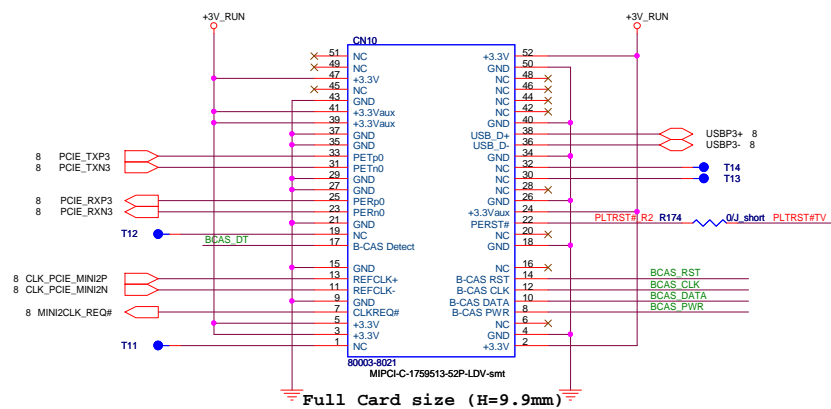 +3V_RUN +3V_RUN
CN10
51 NC +3.3V 52
49 NC GND 50
47 +3.3V NC 48
45 NC NC 46
43 GND NC 44
41 +3.3Vaux NC 42
39 +3.3Vaux GND 40
37 GND USB_D+ 38 USBP3+ 8
35 GND USB_D- 36 USBP3- 8
8 PCIE_TXP3 33 PETp0 GND 34
8 PCIE_TXN3 31 PETn0 NC 32 T14
29 GND NC 30 T13
27 GND NC 28
8 PCIE_RXP3 25 PERp0 GND 26
8 PCIE_RXN3 23 PERn0 +3.3Vaux 24
21 GND PERST# 22 PLTRST#_R2 R174 0/J_short PLTRST#TV
T12 19 NC NC 20
BCAS_DT 17 B-CAS Detect GND 18
15 GND NC 16
8 CLK_PCIE_MINI2P 13 REFCLK+ B-CAS RST 14 BCAS_RST
8 CLK_PCIE_MINI2N 11 REFCLK- B-CAS CLK 12 BCAS_CLK
9 GND B-CAS DATA 10 BCAS_DATA
8 MINI2CLK_REQ# 7 CLKREQ# B-CAS PWR 8 BCAS_PWR
5 +3.3V NC 6
3 +3.3V GND 4
T11 1 NC +3.3V 2
80003-8021
MIPCI-C-1759513-52P-LDV-smt
Full Card size (H=9.9mm)